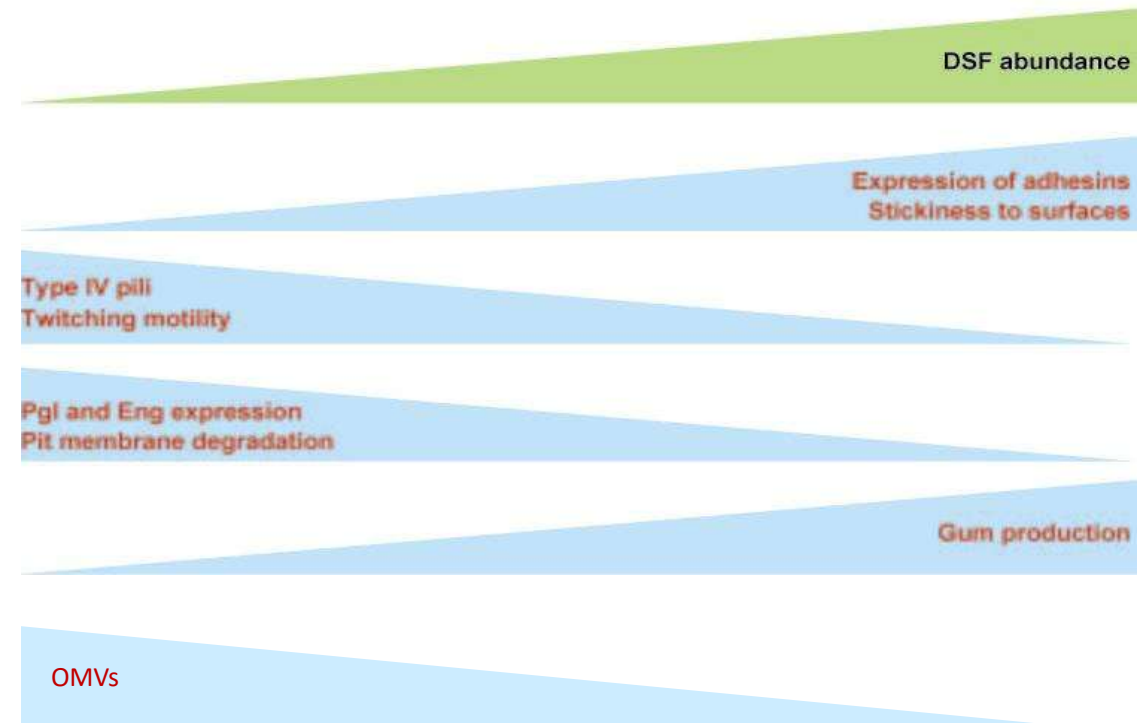 DSF abundance
Expression of adhesins
Stickiness to surfaces
Type IV pili
Twitching motility
Pgl and Eng expression
Pit membrane degradation
Gum production
OMVs